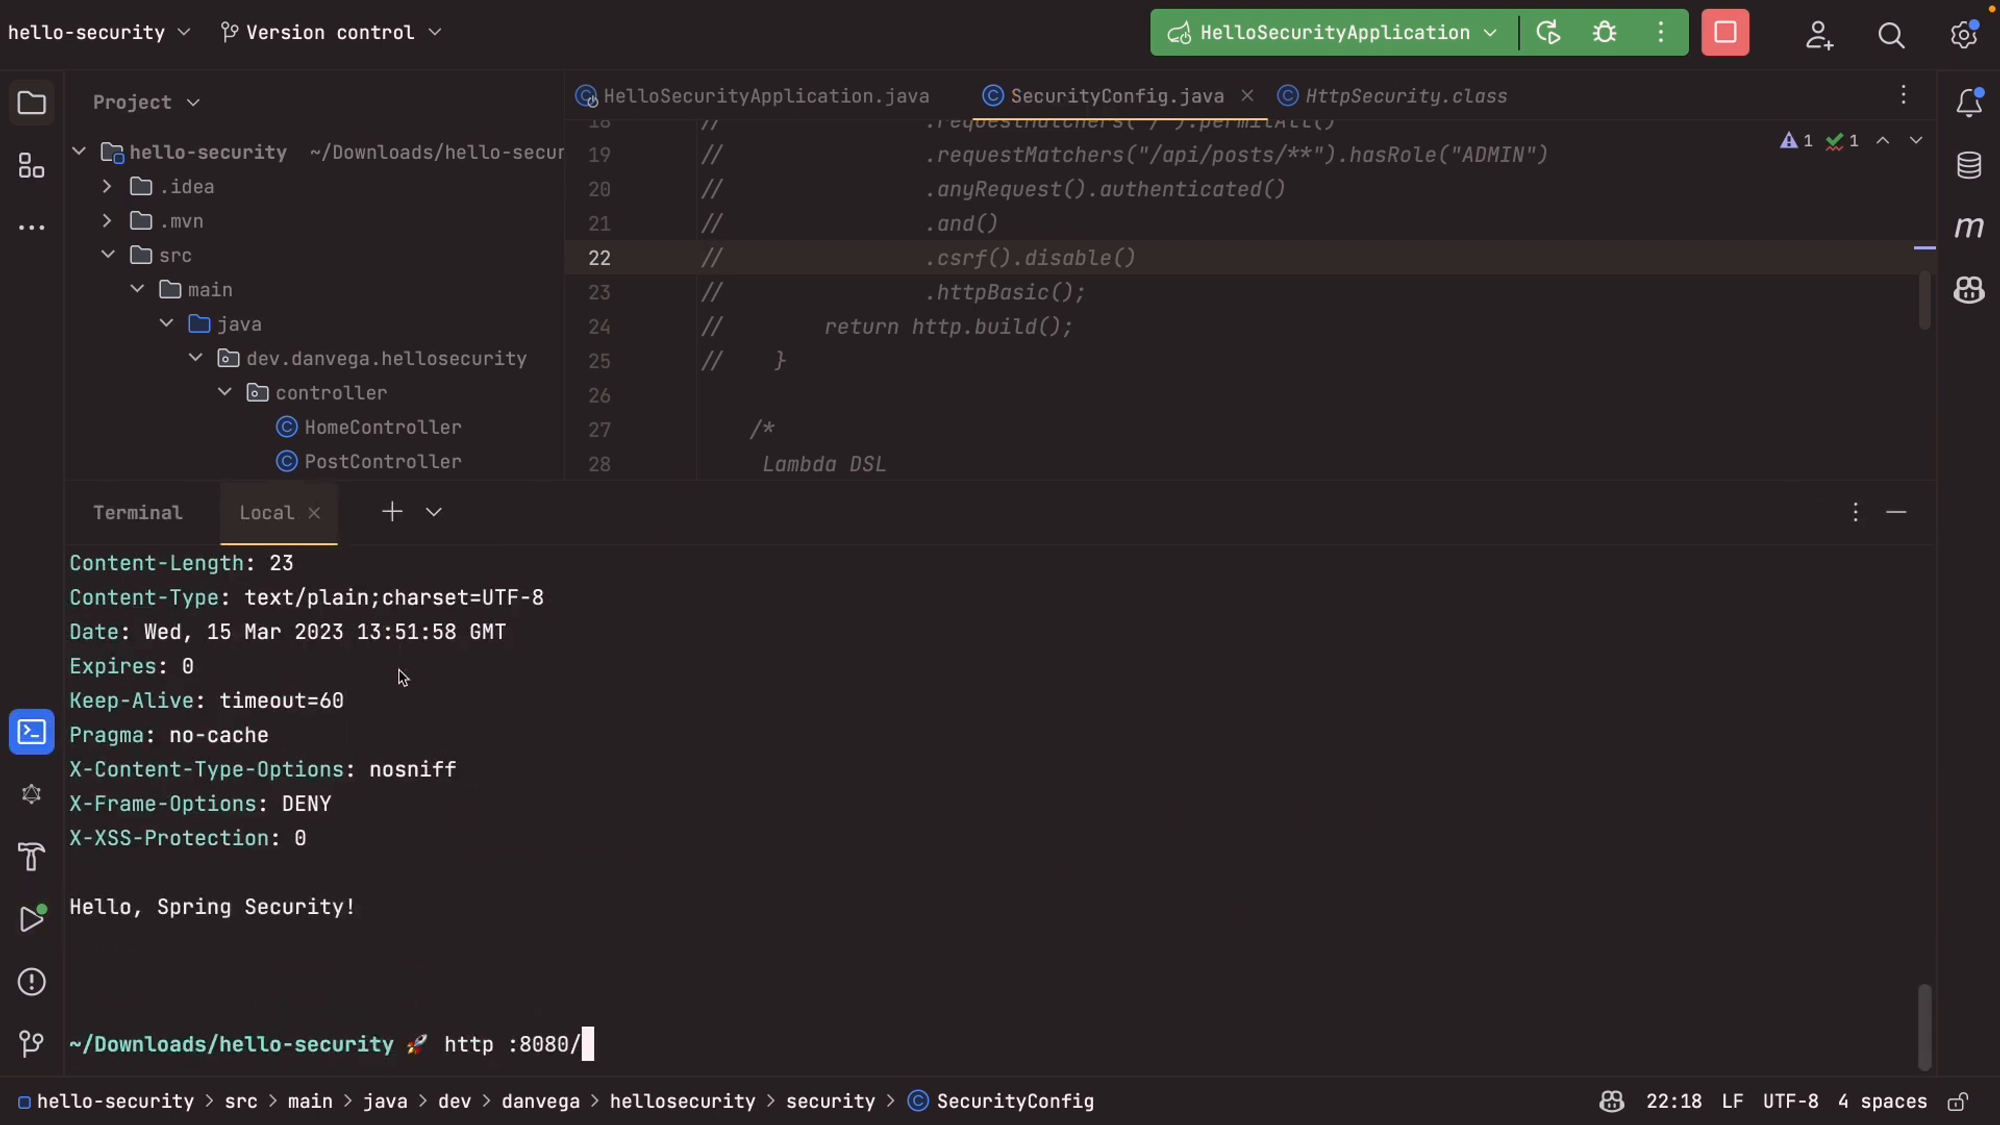 hello-security
Version control
HelloSecurityApplication
Project
HelloSecurityApplication.java
SecurityConfig.java
HttpSecurity.class
hello-security ~/Downloads/hello-secur
.idea
.mvn
src
main
java
dev.danvega.hellosecurity
controller
HomeController
PostController
18 // .requestMatchers("/").permitAll()
19 // .requestMatchers("/api/posts/**").hasRole("ADMIN")
20 // .anyRequest().authenticated()
21 // .and()
22 // .csrf().disable()
23 // .httpBasic();
24 // return http.build();
25 // }
26
27 /*
28 Lambda DSL
1 1
m
Terminal
Local
Content-Length: 23
Content-Type: text/plain;charset=UTF-8
Date: Wed, 15 Mar 2023 13:51:58 GMT
Expires: 0
Keep-Alive: timeout=60
Pragma: no-cache
X-Content-Type-Options: nosniff
X-Frame-Options: DENY
X-XSS-Protection: 0
Hello, Spring Security!
~/Downloads/hello-security 🚀 http :8080/
hello-security > src > main > java > dev > danvega > hellosecurity > security > SecurityConfig
22:18 LF UTF-8 4 spaces